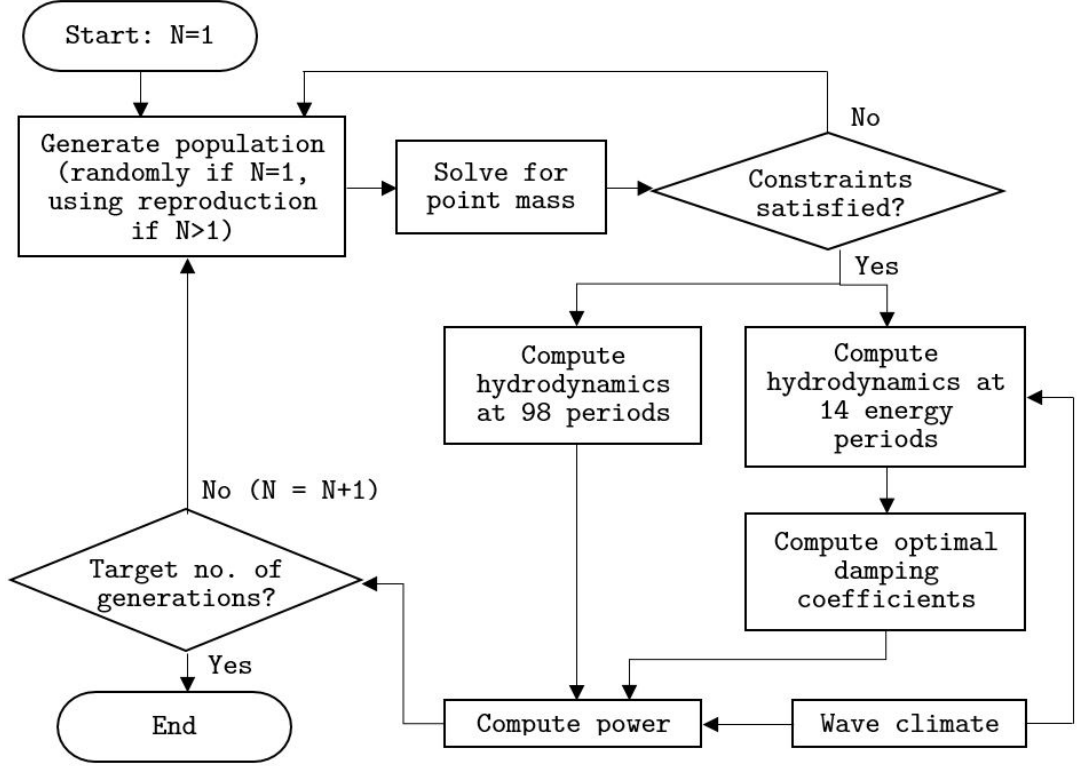 Start: N=1
Generate population
(randomly if N=1,
using reproduction
if N>1)
Solve for
point mass
Constraints
satisfied?
No
Yes
Compute
hydrodynamics
at 98 periods
Compute
hydrodynamics at
14 energy
periods
Compute optimal
damping
coefficients
No (N = N+1)
Target no. of
generations?
Yes
End
Compute power
Wave climate